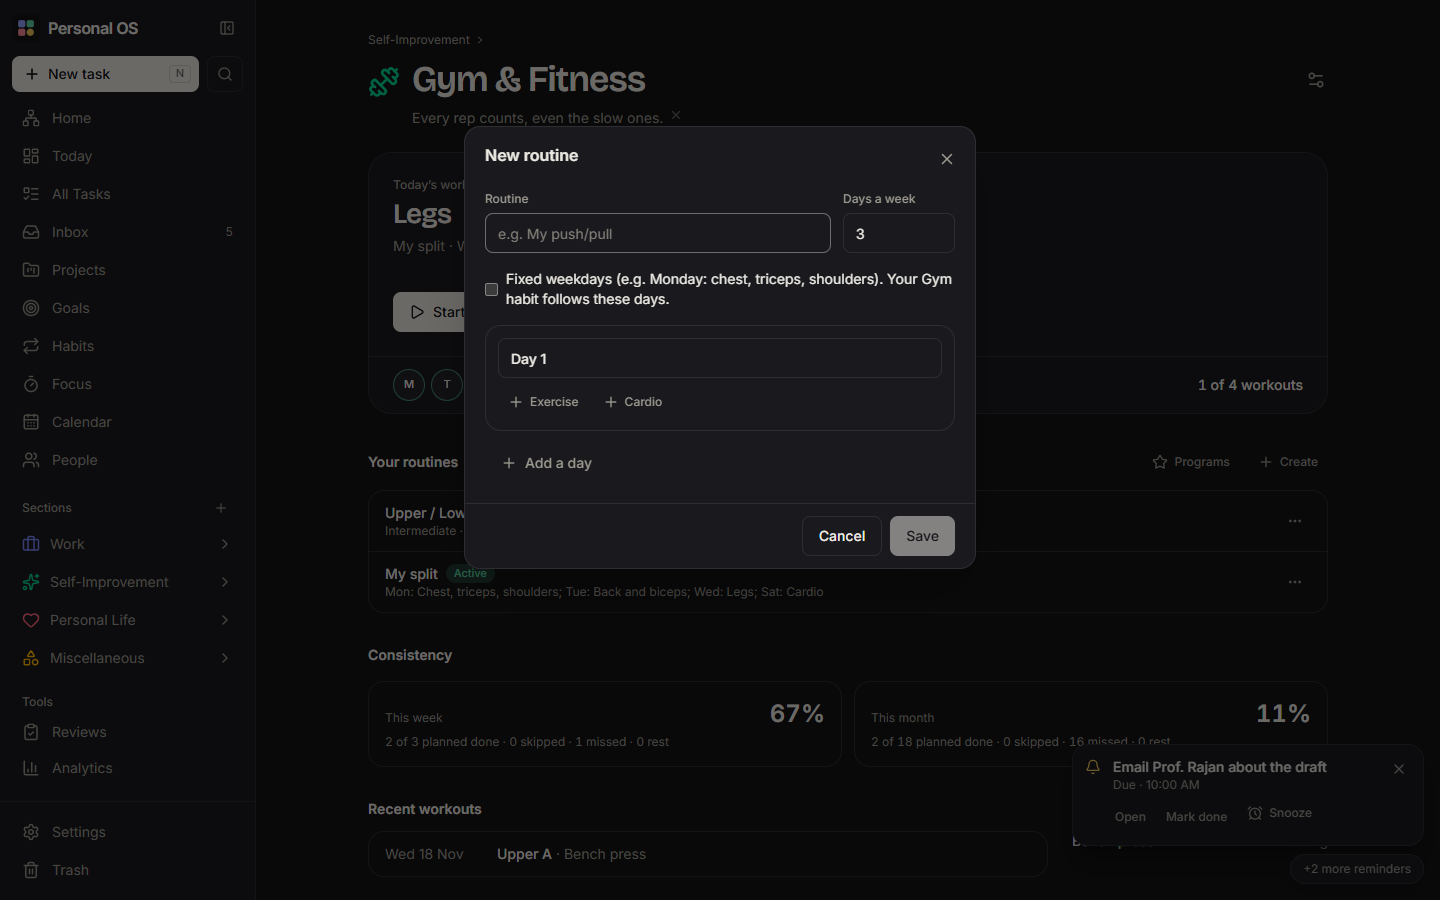 Personal OS
New task
N
Home
Today
All Tasks
Inbox
5
Projects
Goals
Habits
Focus
Calendar
People
Sections
Work
Self-Improvement
Personal Life
Miscellaneous
Tools
Reviews
Analytics
Settings
Trash
Self-Improvement
Gym & Fitness
Every rep counts, even the slow ones.
Today's
Legs
My split ·
Start
M
T
1 of 4 workouts
New routine
Routine
Days a week
e.g. My push/pull
3
Fixed weekdays (e.g. Monday: chest, triceps, shoulders). Your Gym
habit follows these days.
Day 1
Exercise
Cardio
Add a day
Cancel
Save
Your routines
Programs
Create
Upper /
Intermediate ·
My split
Active
Mon: Chest, triceps, shoulders; Tue: Back and biceps; Wed: Legs; Sat: Cardio
Consistency
This week
67%
2 of 3 planned done · 0 skipped · 1 missed · 0 rest
This month
11%
2 of 18 planned done · 0 skipped · 16 missed · 0 rest
Recent workouts
Wed 18 Nov
Upper A · Bench press
Email Prof. Rajan about the draft
Due · 10:00 AM
Open
Mark done
Snooze
+2 more reminders